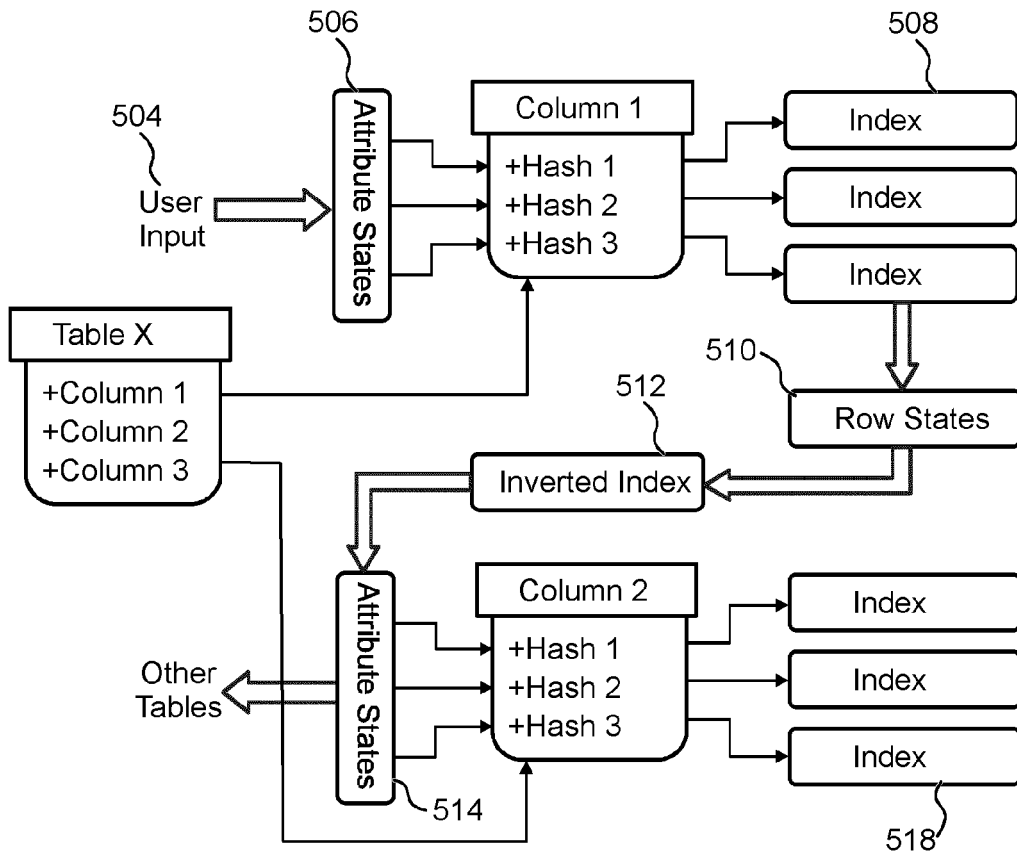 506
508
504
Attribute States
Column 1
+Hash 1
+Hash 2
+Hash 3
Index
Index
Index
User
Input
Table X
+Column 1
+Column 2
+Column 3
510
Row States
512
Inverted Index
Attribute States
Column 2
+Hash 1
+Hash 2
+Hash 3
Index
Index
Index
Other
Tables
514
518